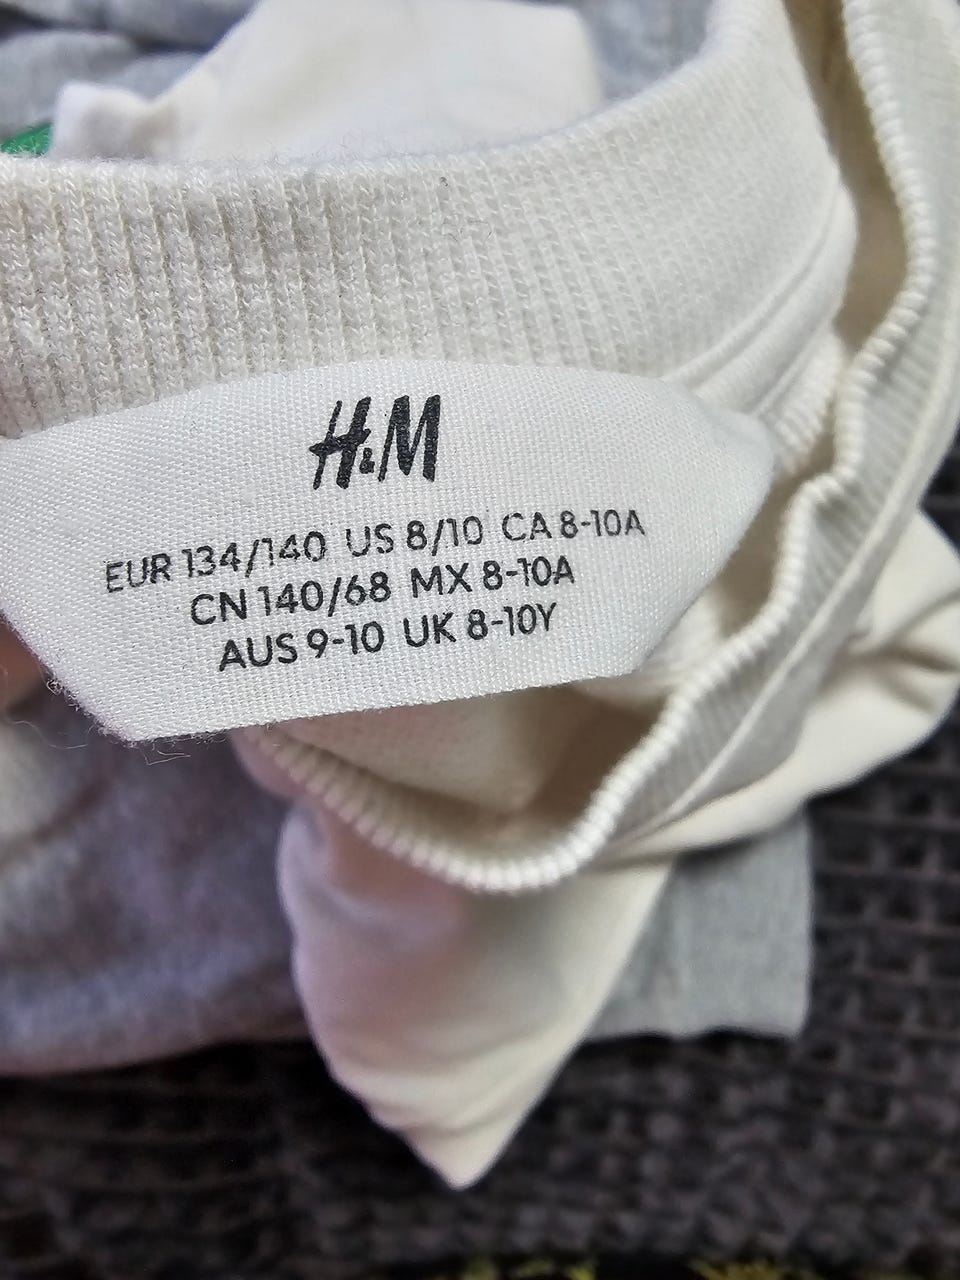 H&M
EUR 134/140 US 8/10 CA 8-10A
CN 140/68 MX 8-10A
AUS 9-10 UK 8-10Y